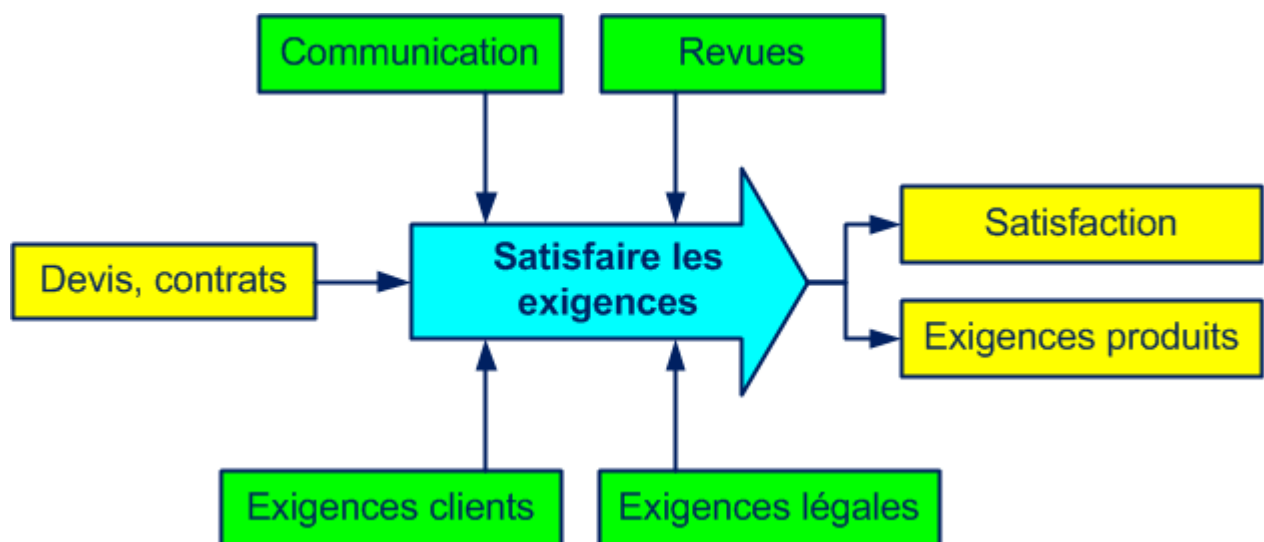 Communication
Revues
Satisfaction
Satisfaire les
exigences
Devis, contrats
Exigences produits
Exigences clients
Exigences légales